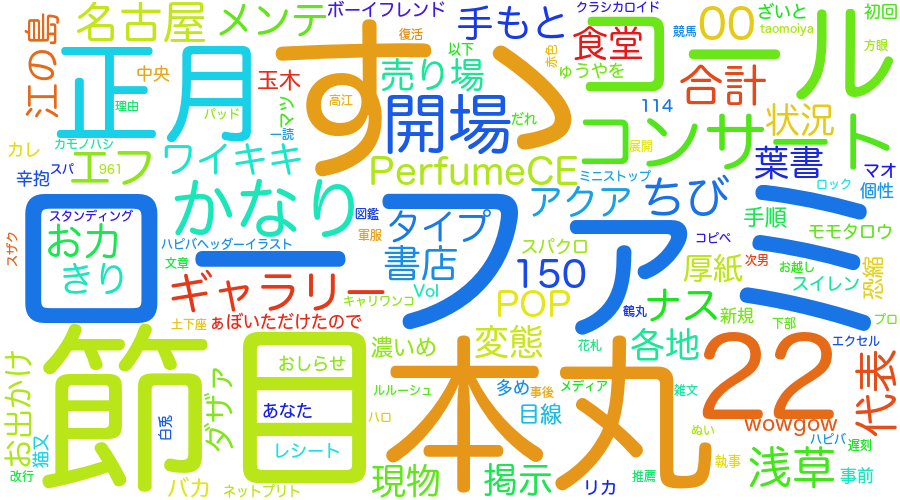 名古屋
メンテ
ボーイフレンド
復活
手もと
クラシカロイド
競馬
00
ざいと
taomoiya
初回
方眼
江の島
正月
中央
理由
パッド
玉木
マツ
一読
高江
す
ゝ
売り場
以下
開場
だれ
赤色
食堂
ゅうやを
114
コール
合計
展開
コンサート
状況
カレ
カモノハシ
エフ
961
辛抱
スパ
ワイキキ
PerfumeCE
ミニストップ
葉書
マオ
個性
ロック
スタンディング
かなり
図鑑
軍服
タイプ
アクア
ちび
手順
モモタロウ
お力
きり
ハピバヘッダーイラスト
文章
スザク
書店
スパクロ
コピペ
次男
お越し
スイレン
恐縮
ローファミ
ギャラリー
キャリワンコ
Vol
150
厚紙
土下座
ぁぼいただけたので
POP
鶴丸
ナス
新規
下部
プロ
節目
おしらせ
濃いめ
変態
花札
各地
22
エクセル
お出かけ
猫又
改行
ダザァ
白兎
あなた
レシート
ルルーシュ
ハロ
本丸
多め
事後
目線
メディア
雑文
ぬい
wowgow
代表
ハピバ
遅刻
バカ
ネットプリト
現物
掲示
リカ
推薦
執事
浅草
事前